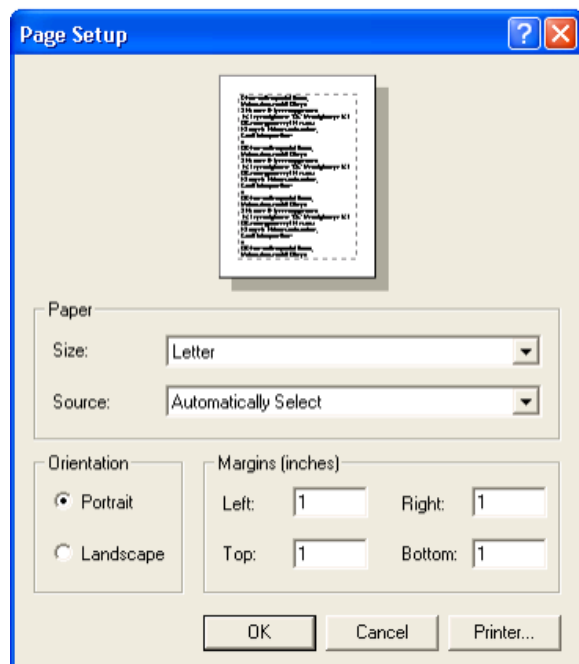 Page Setup
Paper
Size: Letter
Source: Automatically Select
Orientation
Portrait
Landscape
Margins (inches)
Left: 1 Right: 1
Top: 1 Bottom: 1
OK Cancel Printer...